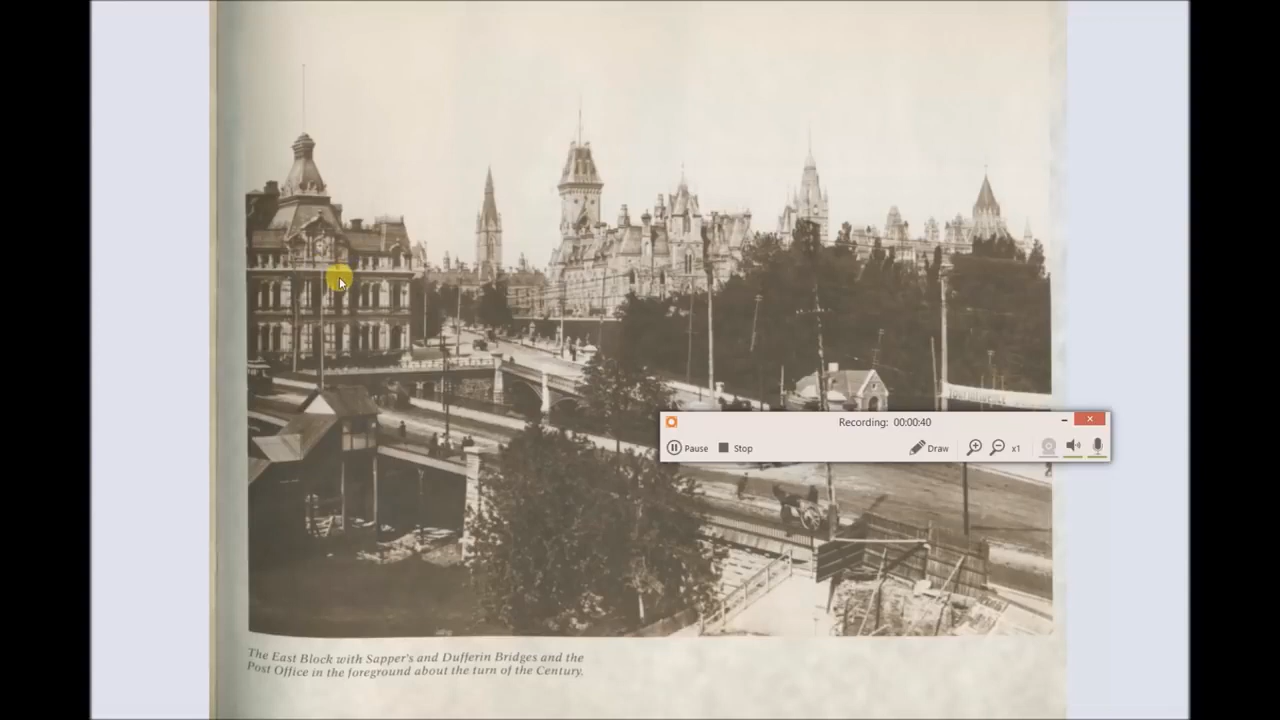 Recording: 00:00:40
Pause
Stop
Draw
x1
The East Block with Sapper's and Dufferin Bridges and the
Post Office in the foreground about the turn of the Century.